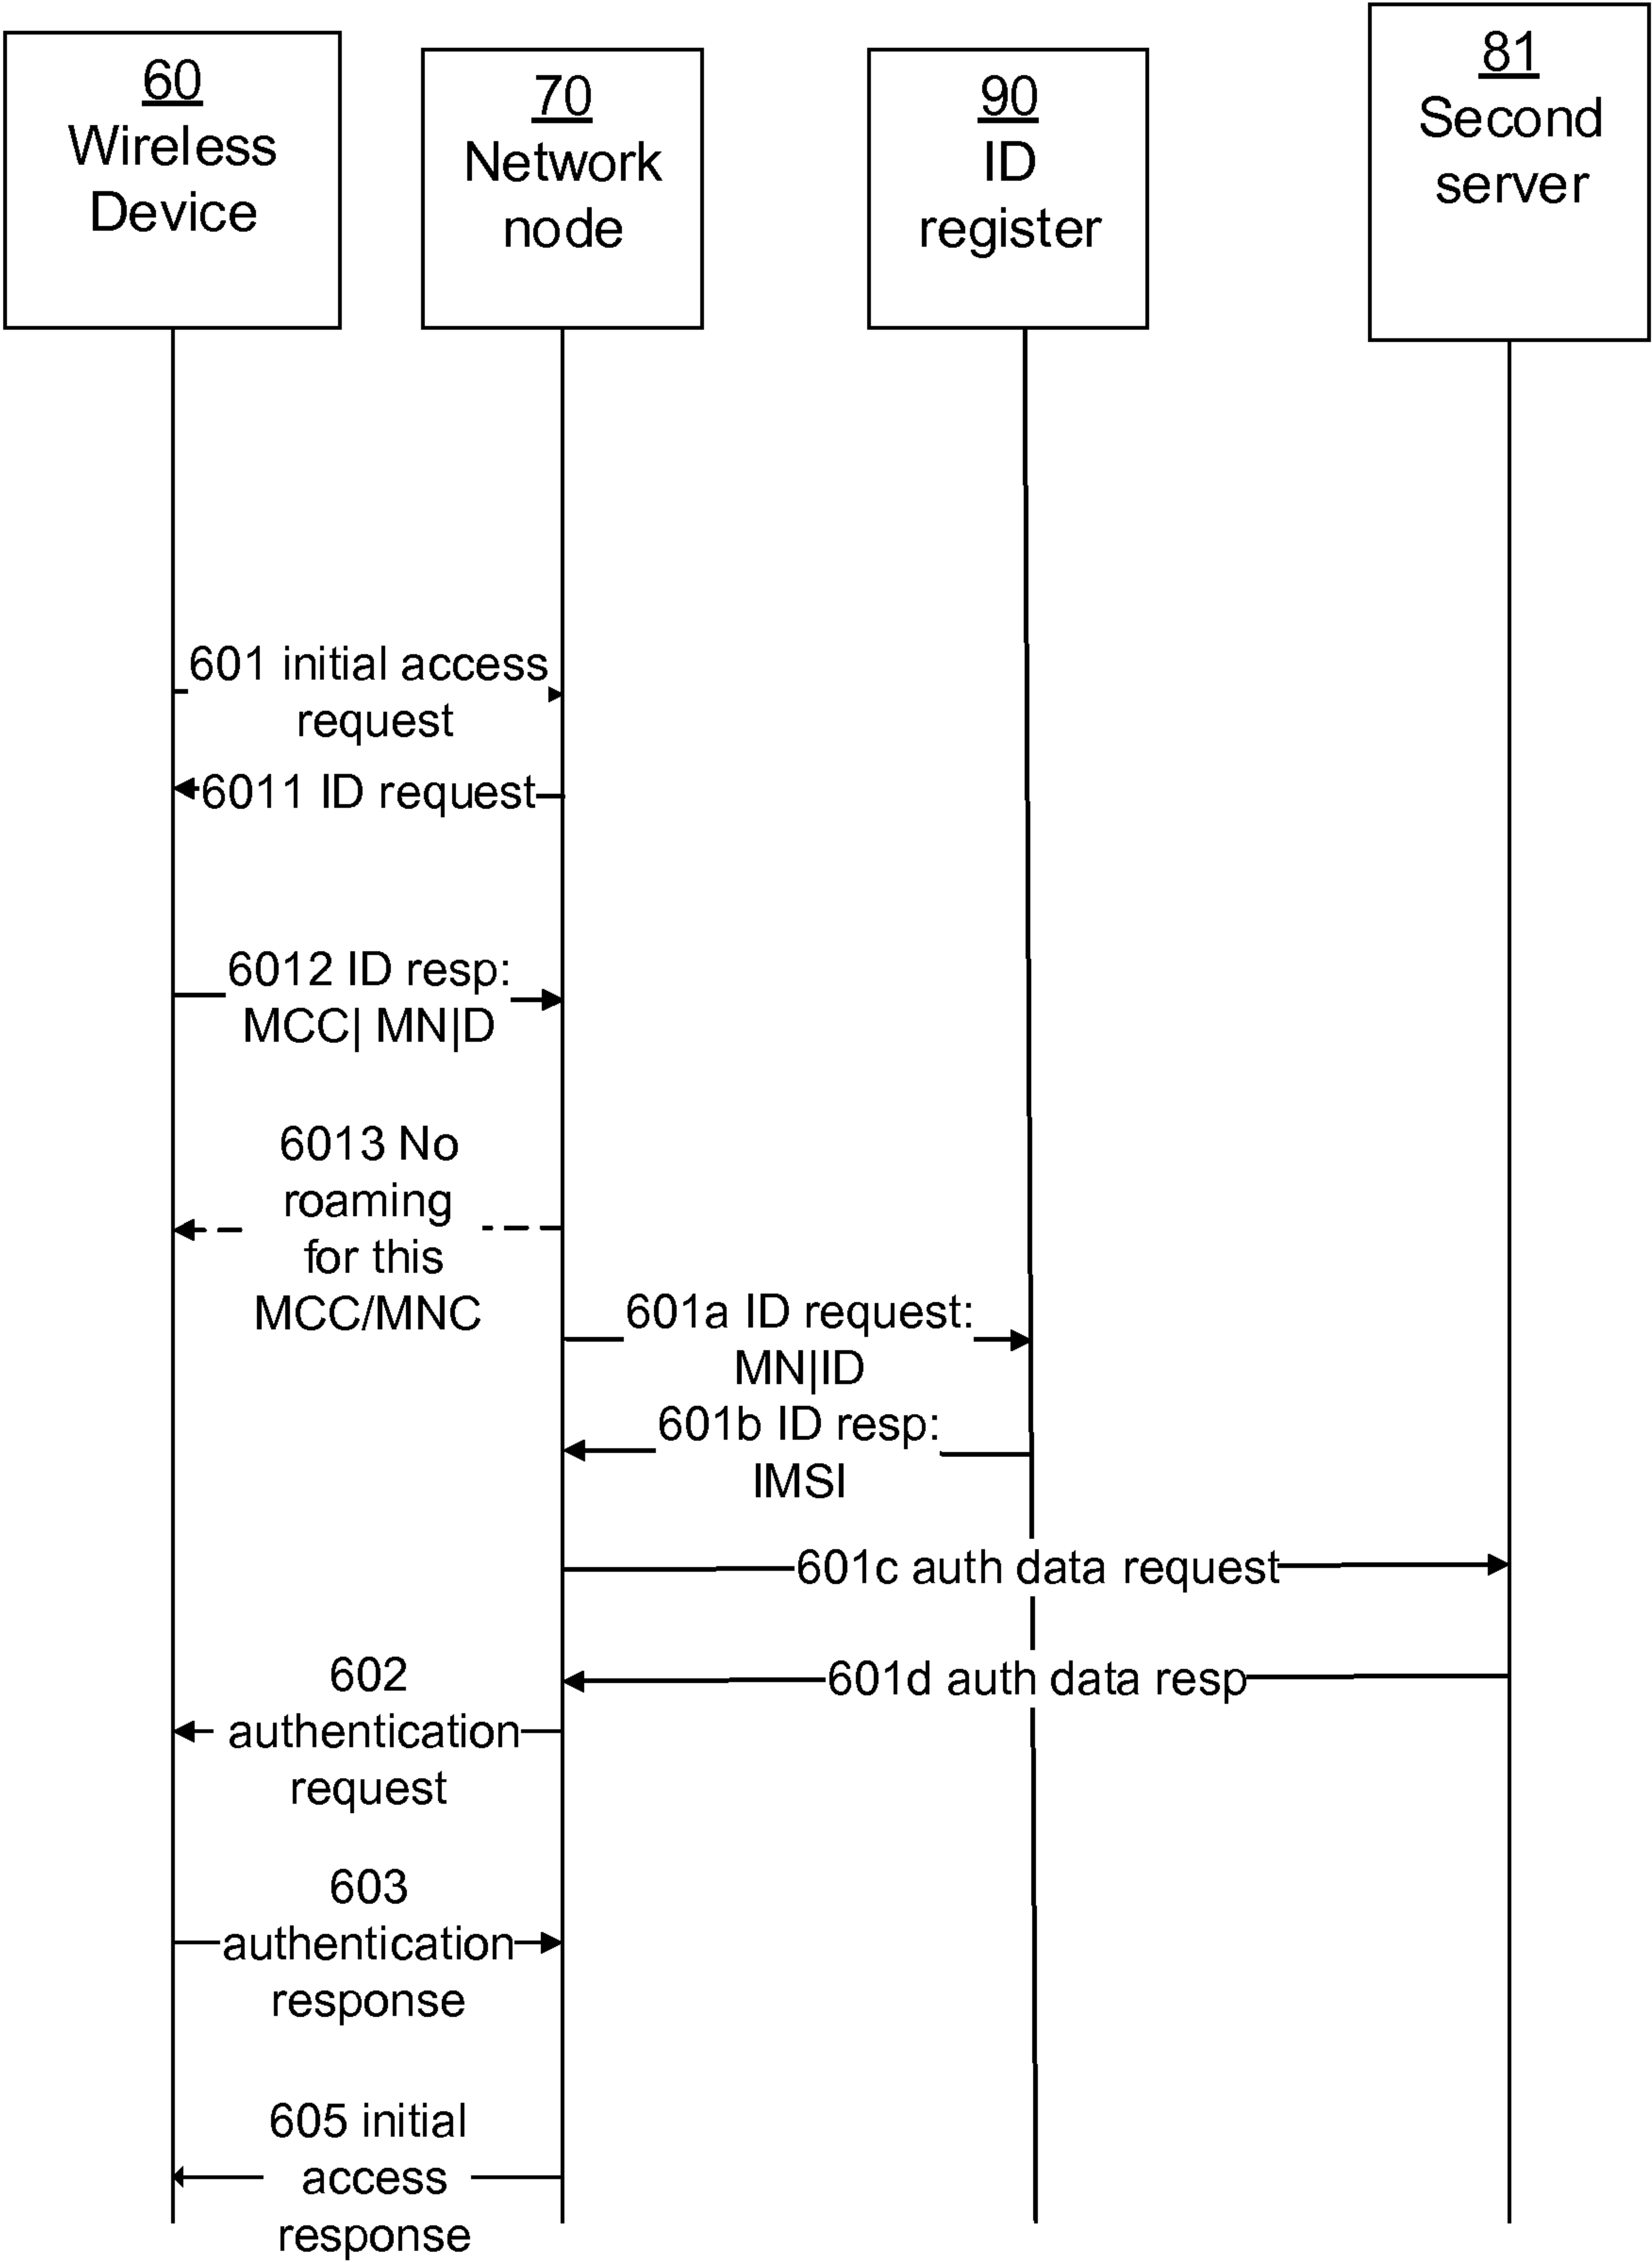 60
Wireless
Device
70
Network
node
90
ID
register
81
Second
server
601 initial access
request
6011 ID request
6012 ID resp:
MCC| MN|D
6013 No
roaming
for this
MCC/MNC
601a ID request:
MN|ID
601b ID resp:
IMSI
601c auth data request
601d auth data resp
602
authentication
request
603
authentication
response
605 initial
access
response